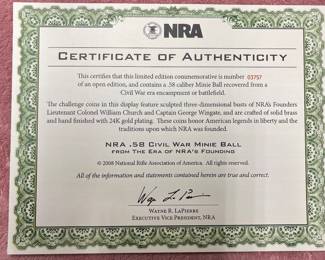 NRA
CERTIFICATE OF AUTHENTICITY
This certifies that this limited edition commemorative is number 03757
of an open edition, and contains a .58 caliber Minie Ball recovered from a
Civil War era encampment or battlefield.
The challenge coins in this display feature sculpted three-dimensional busts of NRA's Founders
Lieutenant Colonel William Church and Captain George Wingate, and are crafted of solid brass
and hand finished with 24K gold plating. These coins honor American legends in liberty and the
traditions upon which NRA was founded.
NRA .58 CIVIL WAR MINIE BALL
FROM THE ERA OF NRA'S FOUNDING
© 2008 National Rifle Association of America. All rights reserved.
All of the information and statements contained herein are true and correct.
WAYNE R. LAPIERRE
EXECUTIVE VICE PRESIDENT, NRA